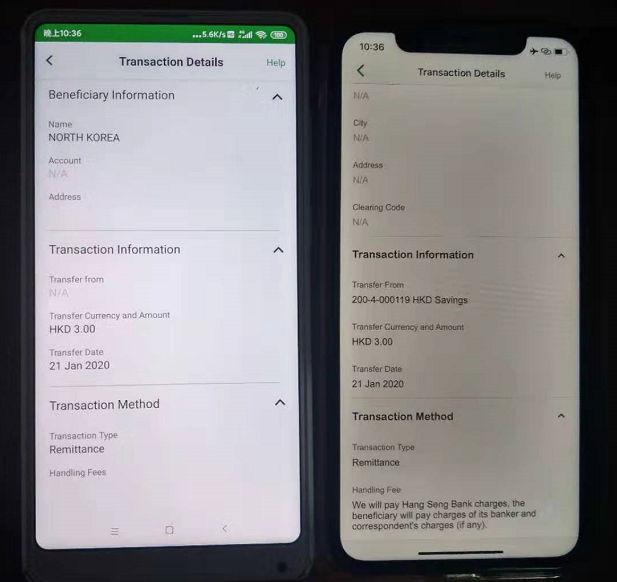 晚上10:36
...5.6K/s
100
Transaction Details
Help
Beneficiary Information
Name
NORTH KOREA
Account
N/A
Address
Transaction Information
Transfer from
N/A
Transfer Currency and Amount
HKD 3.00
Transfer Date
21 Jan 2020
Transaction Method
Transaction Type
Remittance
Handling Fees
10:36
Transaction Details
Help
N/A
City
N/A
Address
N/A
Clearing Code
N/A
Transaction Information
Transfer From
200-4-000119 HKD Savings
Transfer Currency and Amount
HKD 3.00
Transfer Date
21 Jan 2020
Transaction Method
Transaction Type
Remittance
Handling Fee
We will pay Hang Seng Bank charges, the
beneficiary will pay charges of its banker and
correspondent's charges (if any).